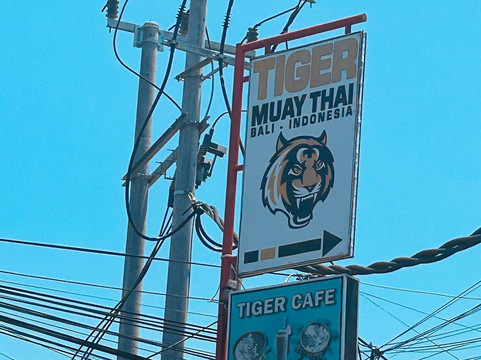 TIGER
MUAY THAI
BALI - INDONESIA
TIGER CAFE